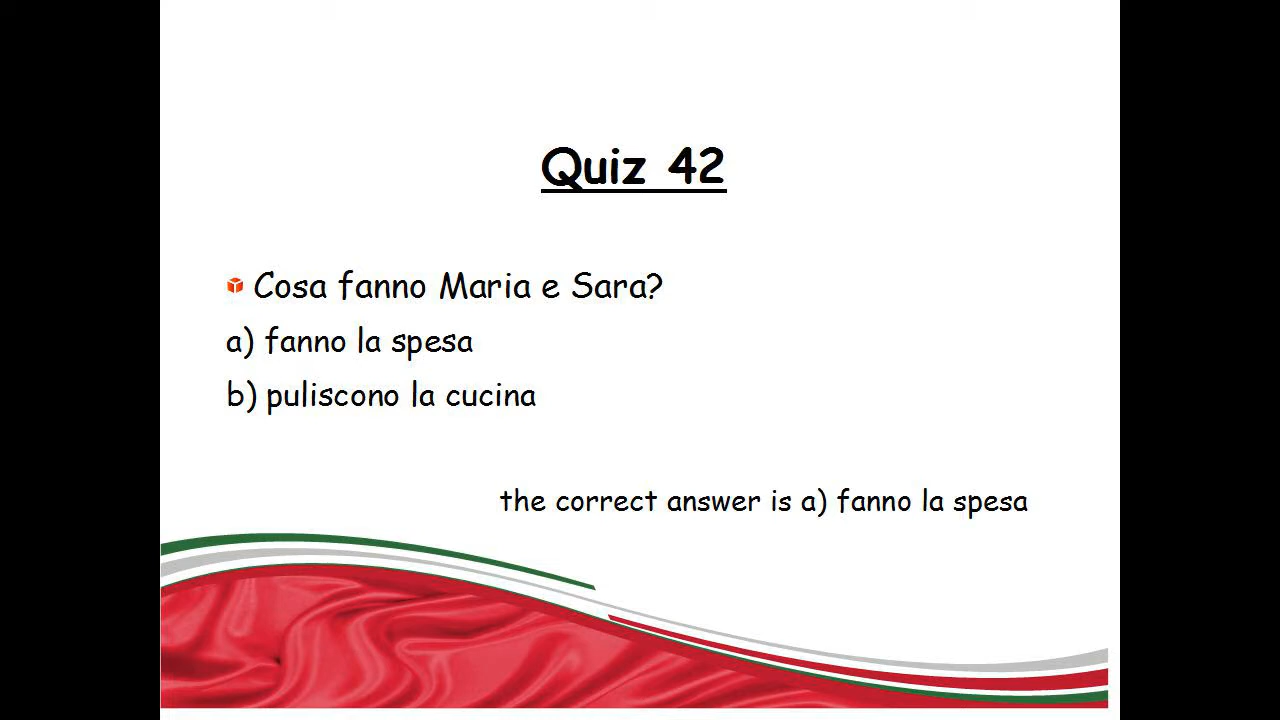 Quiz 42
Cosa fanno Maria e Sara?
a) fanno la spesa
b) puliscono la cucina
the correct answer is a) fanno la spesa